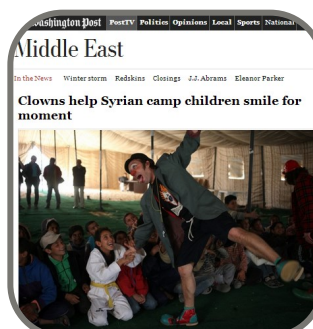 Washington Post PostTV Politics Opinions Local Sports National
Middle East
In the News Winter storm Redskins Closings J.J. Abrams Eleanor Parker
Clowns help Syrian camp children smile for
moment